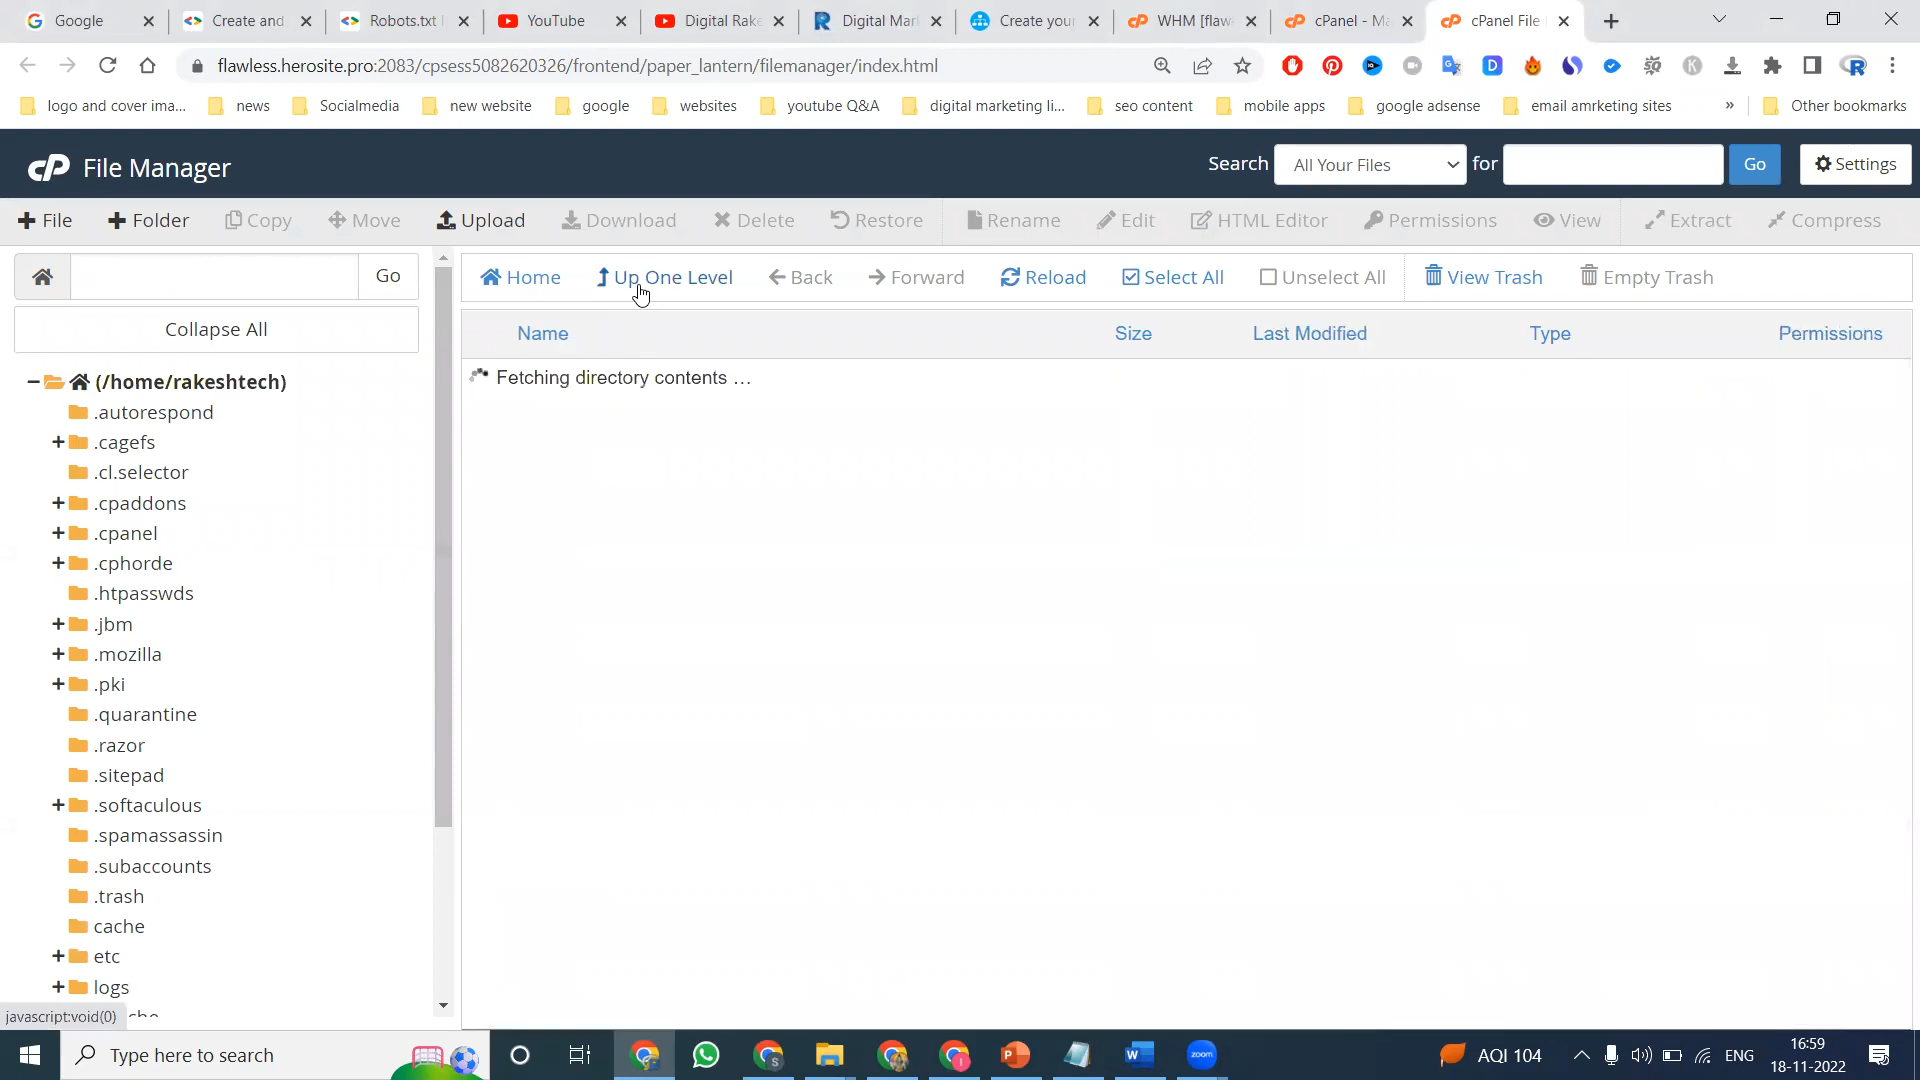 Google
Create and
Robots.txt
YouTube
Digital Rak
Digital Mar
Create your
WHM [flaw
cPanel - Ma
cPanel File
flawless.herosite.pro:2083/cpsess5082620326/frontend/paper_lantern/filemanager/index.html
logo and cover ima...
news
Socialmedia
new website
google
websites
youtube Q&A
digital marketing li...
seo content
mobile apps
google adsense
email amrketing sites
»
Other bookmarks
cP File Manager
Search
All Your Files
for
Go
Settings
File
Folder
Copy
Move
Upload
Download
Delete
Restore
Rename
Edit
HTML Editor
Permissions
View
Extract
Compress
Go
Home
Up One Level
Back
Forward
Reload
Select All
Unselect All
View Trash
Empty Trash
Collapse All
Name
Size
Last Modified
Type
Permissions
Fetching directory contents …
(/home/rakeshtech)
.autorespond
.cagefs
.cl.selector
.cpaddons
.cpanel
.cphorde
.htpasswds
.jbm
.mozilla
.pki
.quarantine
.razor
.sitepad
.softaculous
.spamassassin
.subaccounts
.trash
cache
etc
logs
javascript:void(0)
Type here to search
zoom
AQI 104
ENG
16:59
18-11-2022